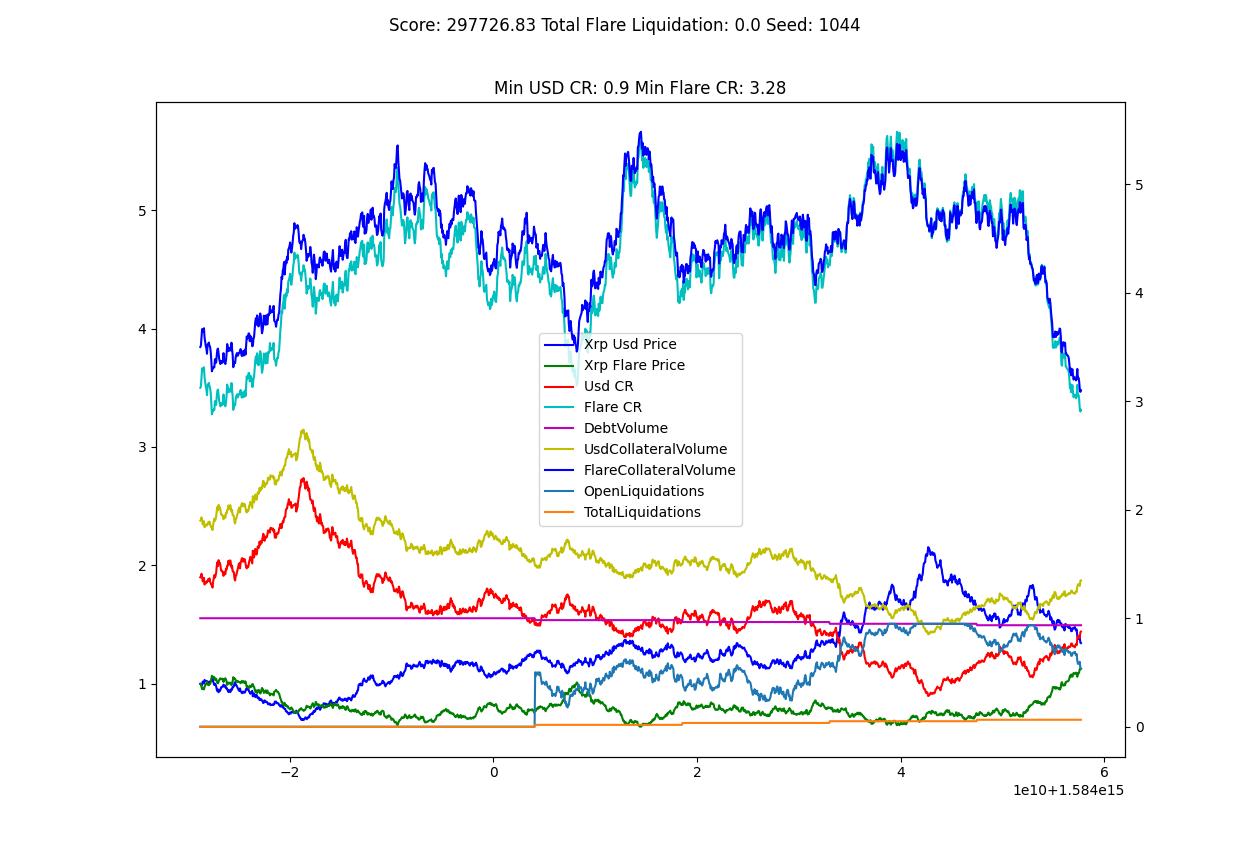 Score: 297726.83 Total Flare Liquidation: 0.0 Seed: 1044
Min USD CR: 0.9 Min Flare CR: 3.28
5
4
3
2
1
Xrp Usd Price
Xrp Flare Price
Usd CR
Flare CR
DebtVolume
UsdCollateralVolume
FlareCollateralVolume
OpenLiquidations
TotalLiquidations
5
4
3
2
1
0
−2 0 2 4 6
1e10+1.584e15